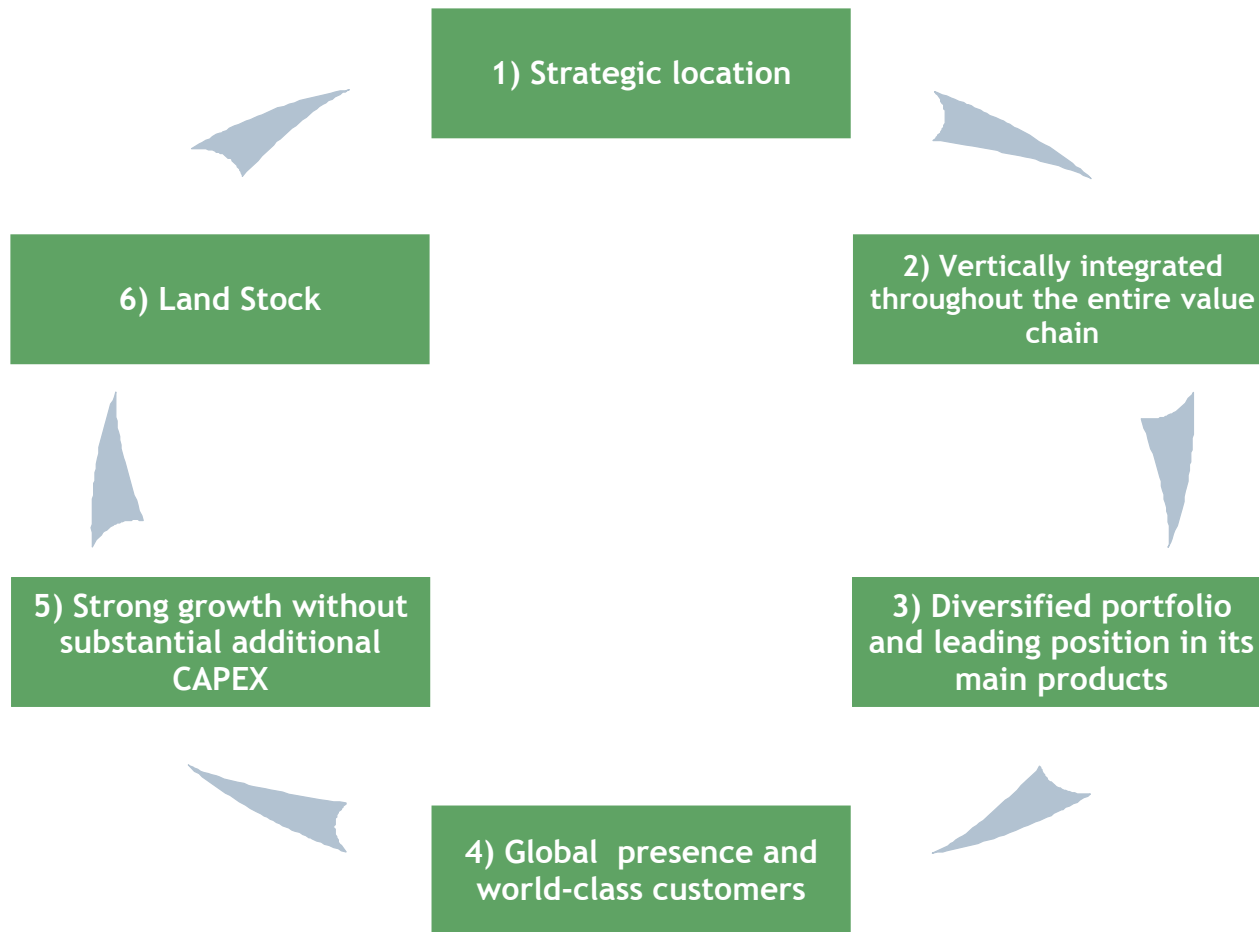 1) Strategic location
2) Vertically integrated
throughout the entire value
chain
3) Diversified portfolio
and leading position in its
main products
4) Global  presence and
world-class customers
5) Strong growth without
substantial additional
CAPEX
6) Land Stock